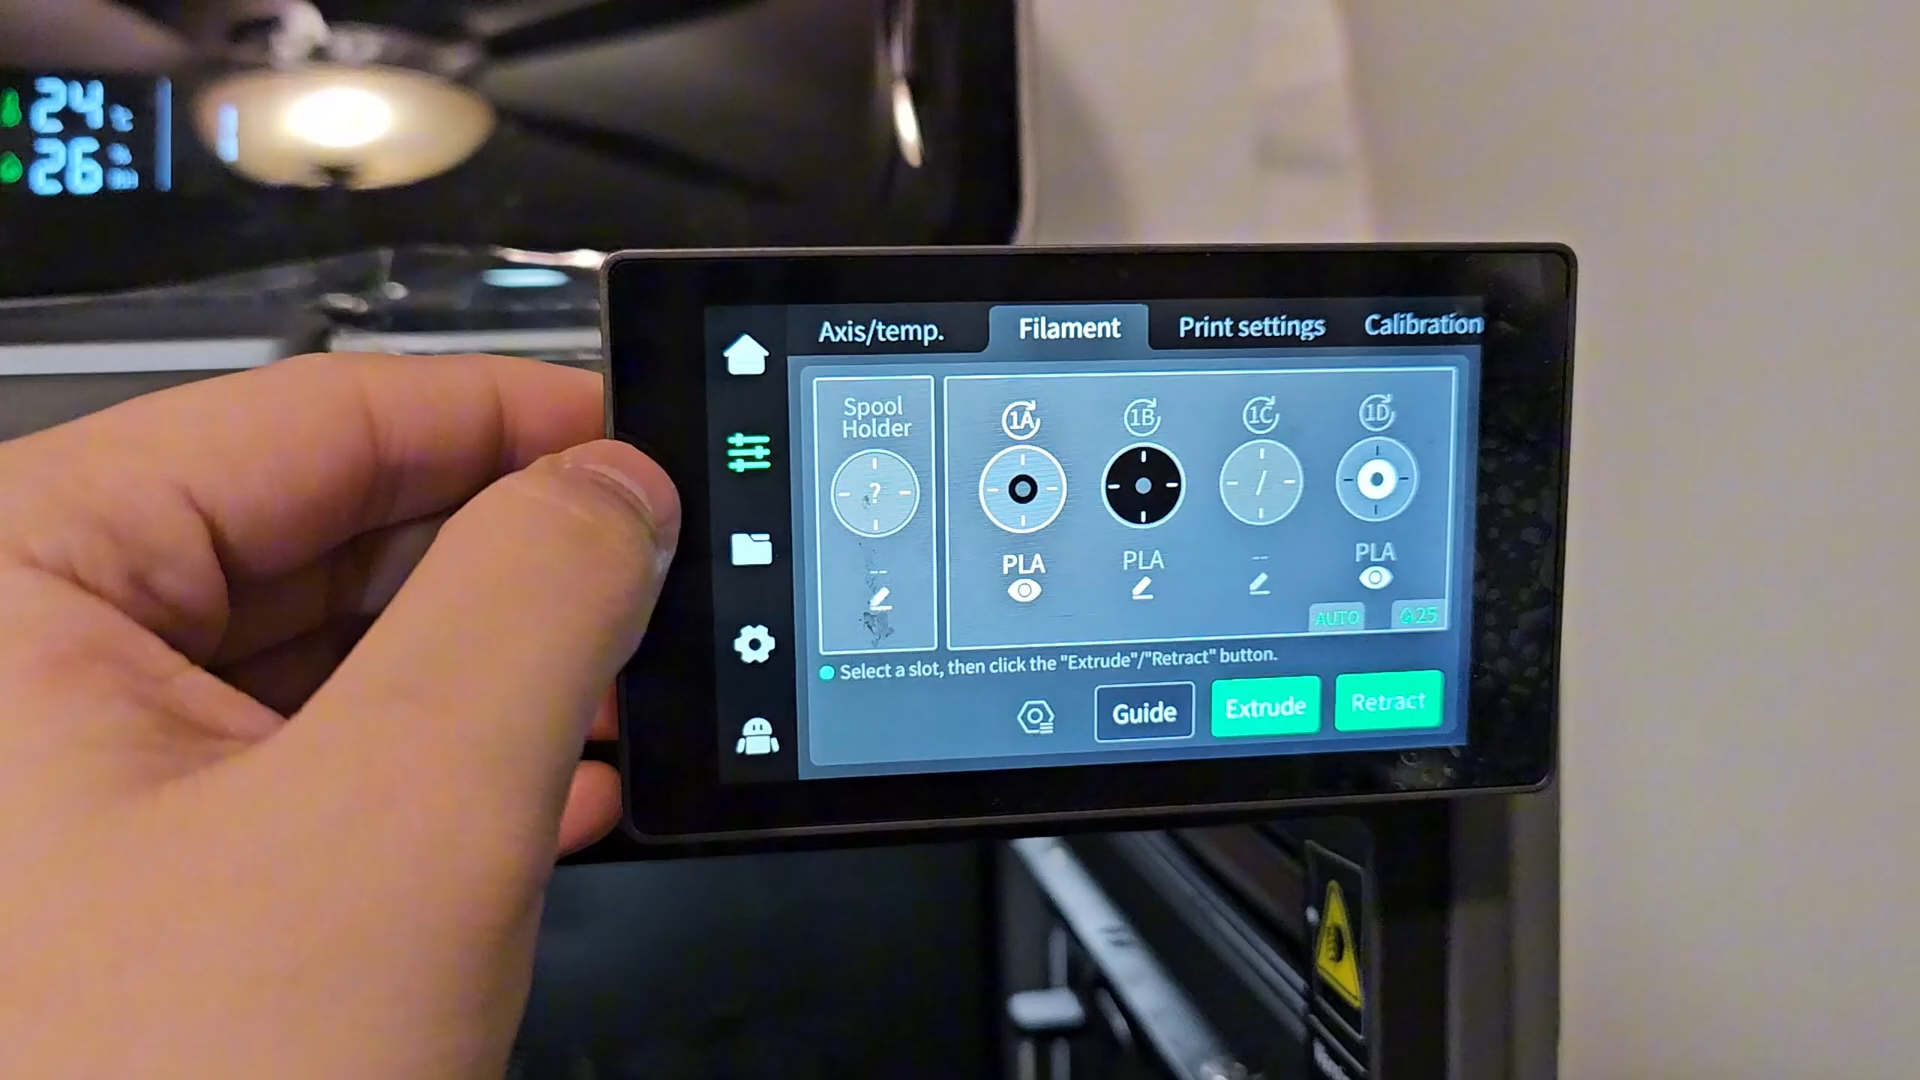 24
26
Axis/temp.
Filament
Print settings
Calibration
Spool
Holder
1A
1B
1C
1D
?
/
--
PLA
PLA
--
PLA
AUTO
25
Select a slot, then click the "Extrude"/"Retract" button.
Guide
Extrude
Retract